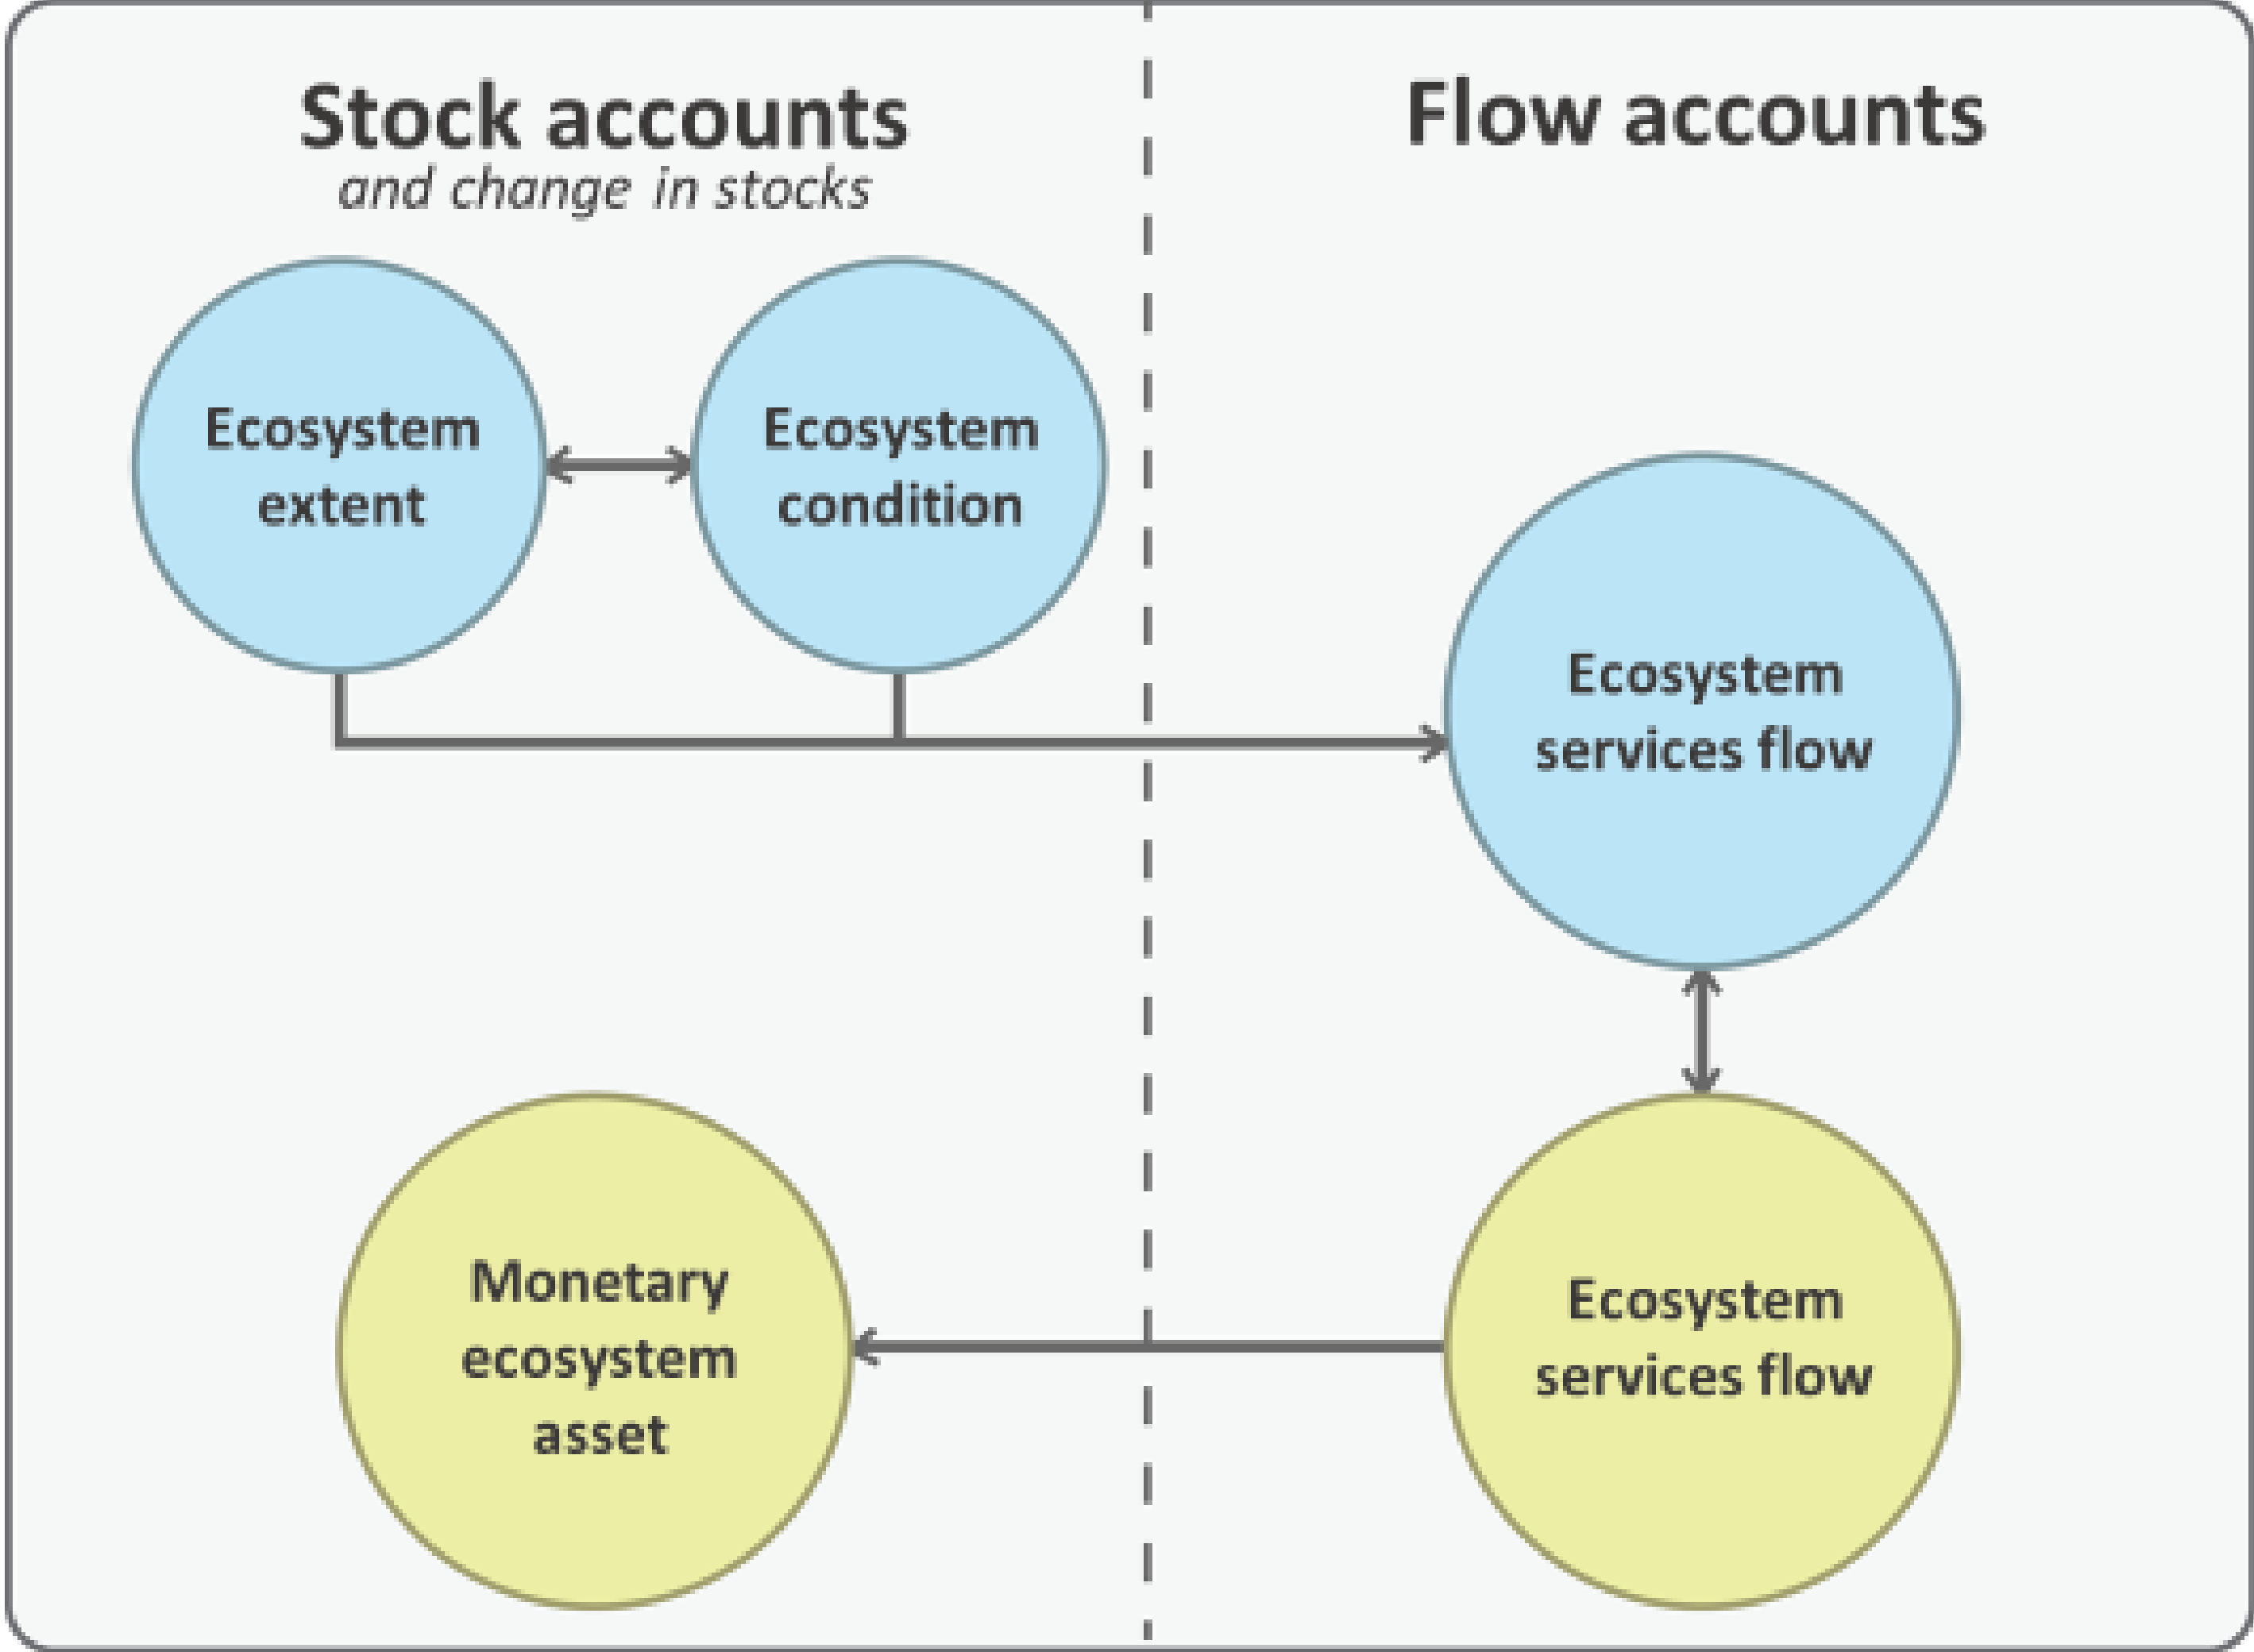 Stock accounts
and change in stocks
Flow accounts
Ecosystem
extent
Ecosystem
condition
Ecosystem
services flow
Monetary
ecosystem
asset
Ecosystem
services flow